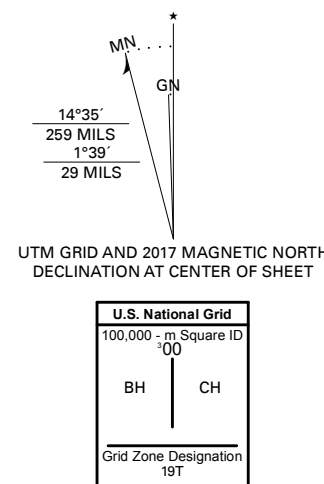 ★
MN
GN
14°35´
259 MILS
1°39´
29 MILS
UTM GRID AND 2017 MAGNETIC NORTH
DECLINATION AT CENTER OF SHEET
U.S. National Grid
100,000 - m Square ID
³00
BH CH
Grid Zone Designation
19T